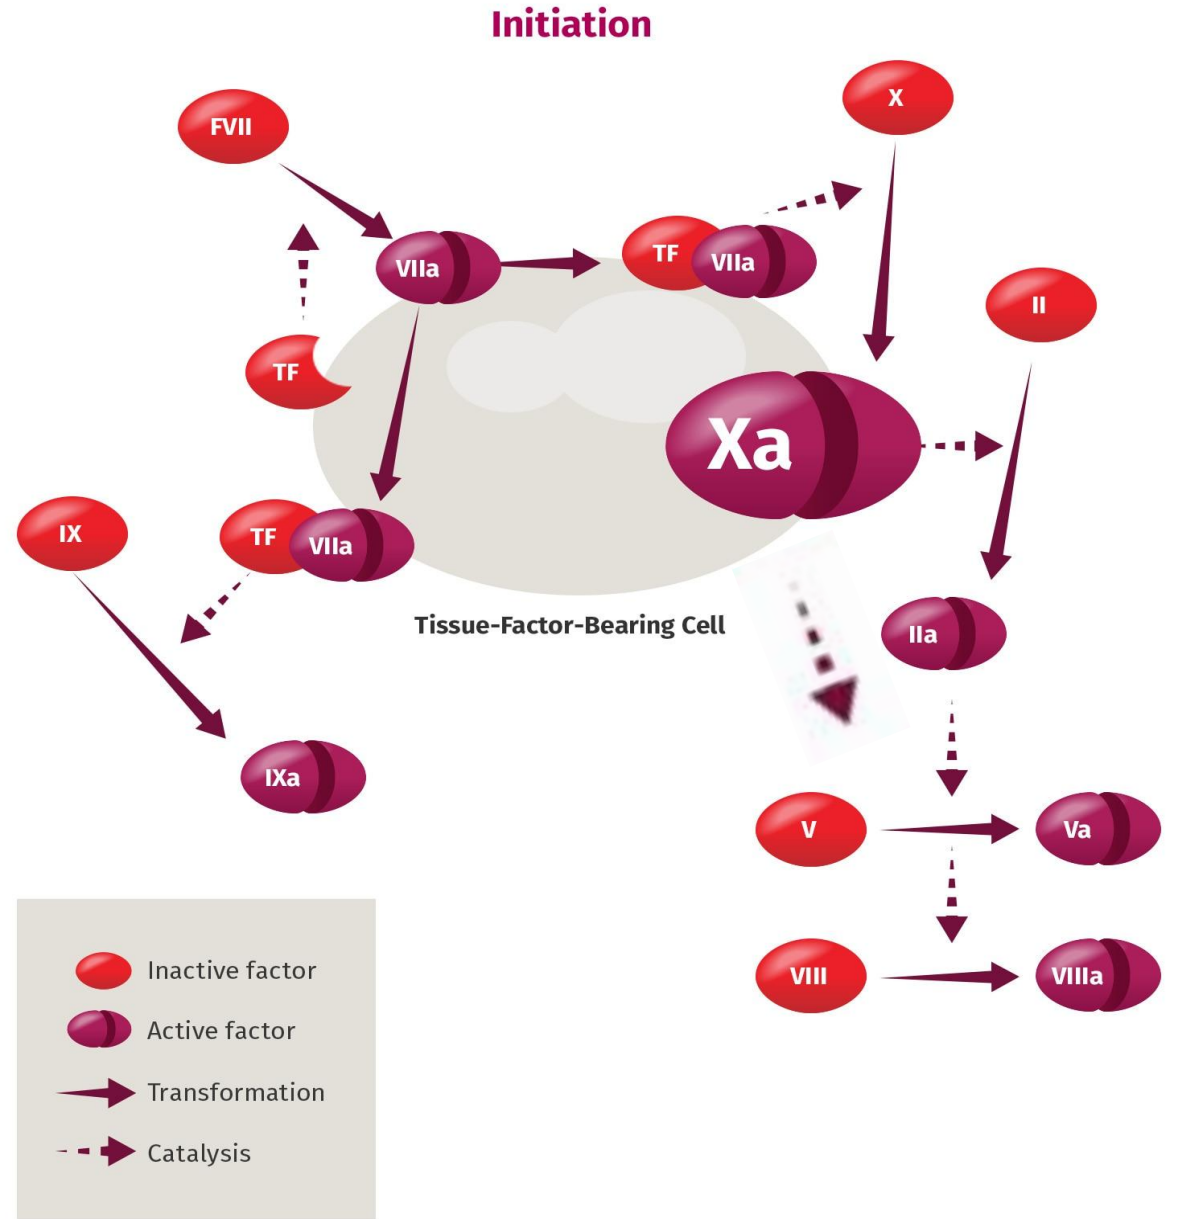 Initiation
X
FVII
TF
VIIa
VIIa
II
TF
Xa
IX
TF
VIIa
Tissue-Factor-Bearing Cell
IIa
IXa
V
Va
VIII
VIIIa
Inactive factor
Active factor
Transformation
Catalysis